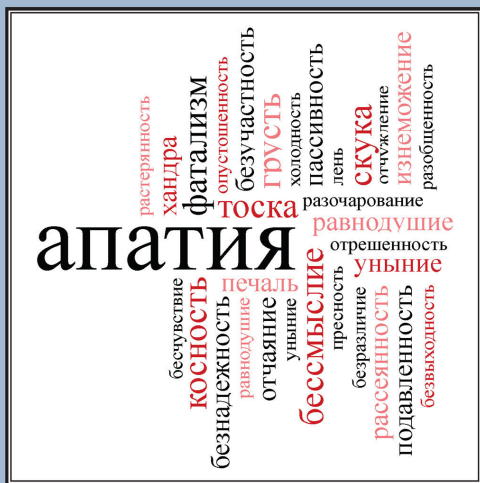 растерянность
хандра
фатализм
опустошенность
безучастность
грусть
холодность
пассивность
лень
скука
отчуждение
изнеможение
разобщенность
тоска
разочарование
равнодушие
отрешенность
апатия
уныние
печаль
бесчувствие
косность
безнадежность
равнодушие
отчаяние
уныние
бессмыслие
пресность
безразличие
рассеянность
подавленность
безвыходность